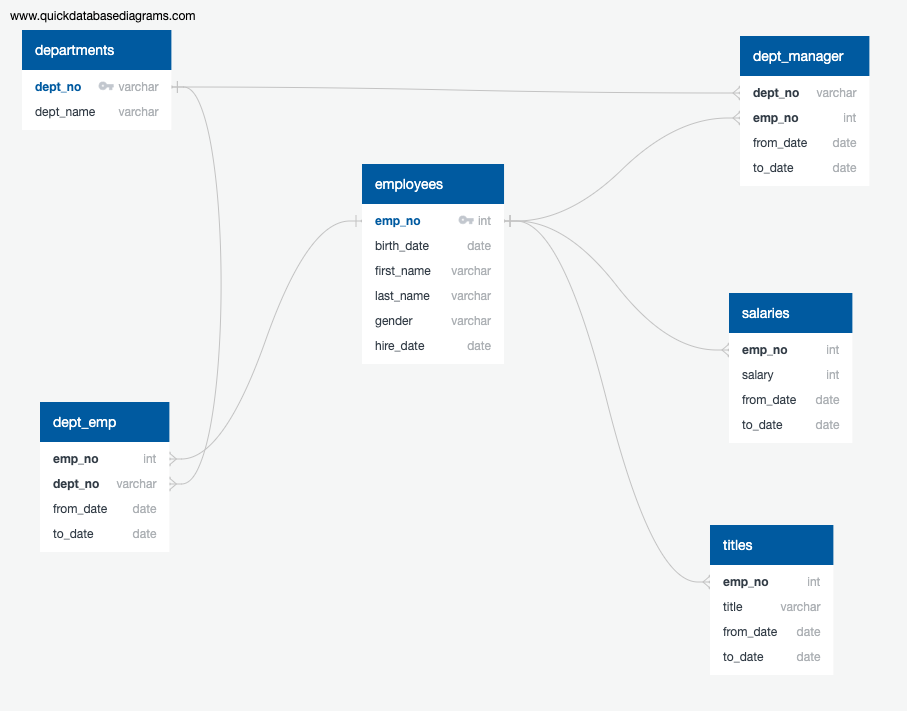 www.quickdatabasediagrams.com
departments
dept_no varchar
dept_name varchar
dept_manager
dept_no varchar
emp_no int
from_date date
to_date date
employees
emp_no int
birth_date date
first_name varchar
last_name varchar
gender varchar
hire_date date
salaries
emp_no int
salary int
from_date date
to_date date
dept_emp
emp_no int
dept_no varchar
from_date date
to_date date
titles
emp_no int
title varchar
from_date date
to_date date